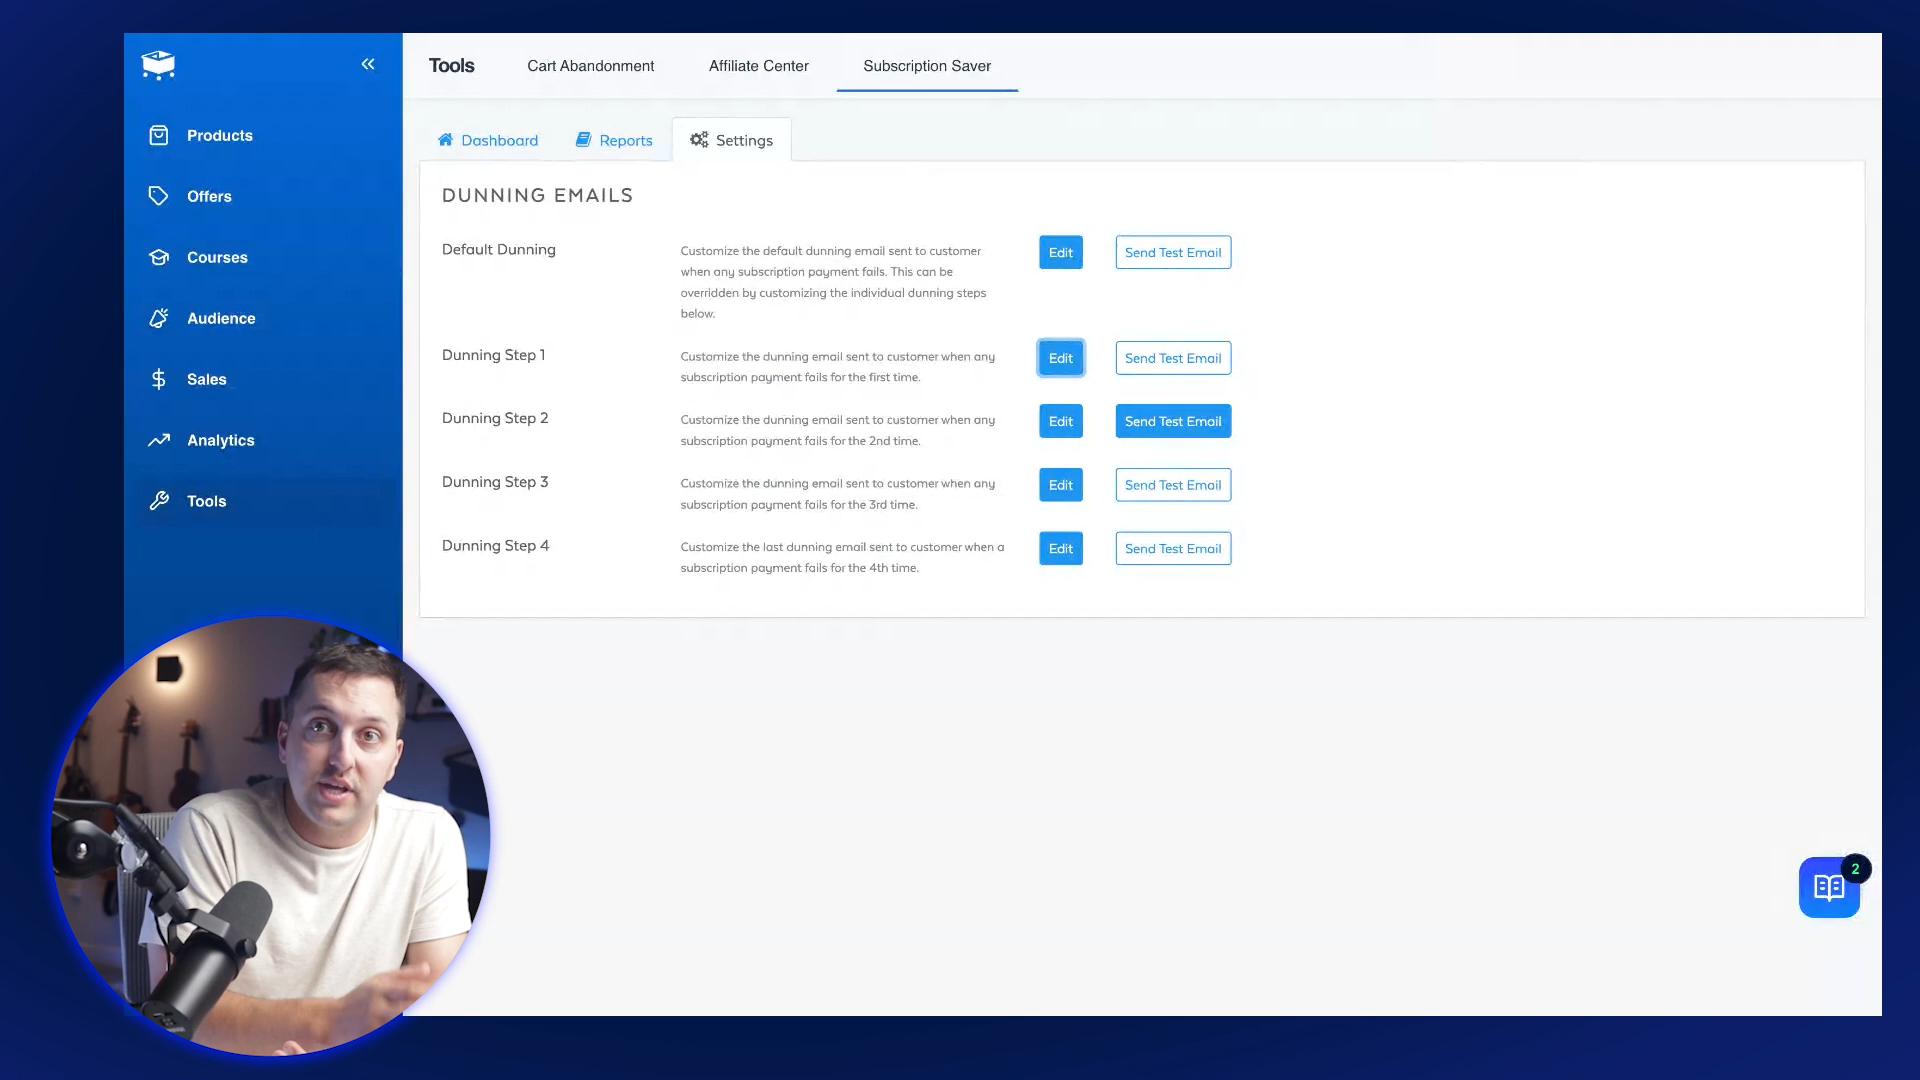 Tools
Cart Abandonment
Affiliate Center
Subscription Saver
Products
Offers
Courses
Audience
Sales
Analytics
Tools
Dashboard
Reports
Settings
DUNNING EMAILS
Default Dunning
Customize the default dunning email sent to customer
when any subscription payment fails. This can be
overridden by customizing the individual dunning steps
below.
Edit
Send Test Email
Dunning Step 1
Customize the dunning email sent to customer when any
subscription payment fails for the first time.
Edit
Send Test Email
Dunning Step 2
Customize the dunning email sent to customer when any
subscription payment fails for the 2nd time.
Edit
Send Test Email
Dunning Step 3
Customize the dunning email sent to customer when any
subscription payment fails for the 3rd time.
Edit
Send Test Email
Dunning Step 4
Customize the last dunning email sent to customer when a
subscription payment fails for the 4th time.
Edit
Send Test Email
2